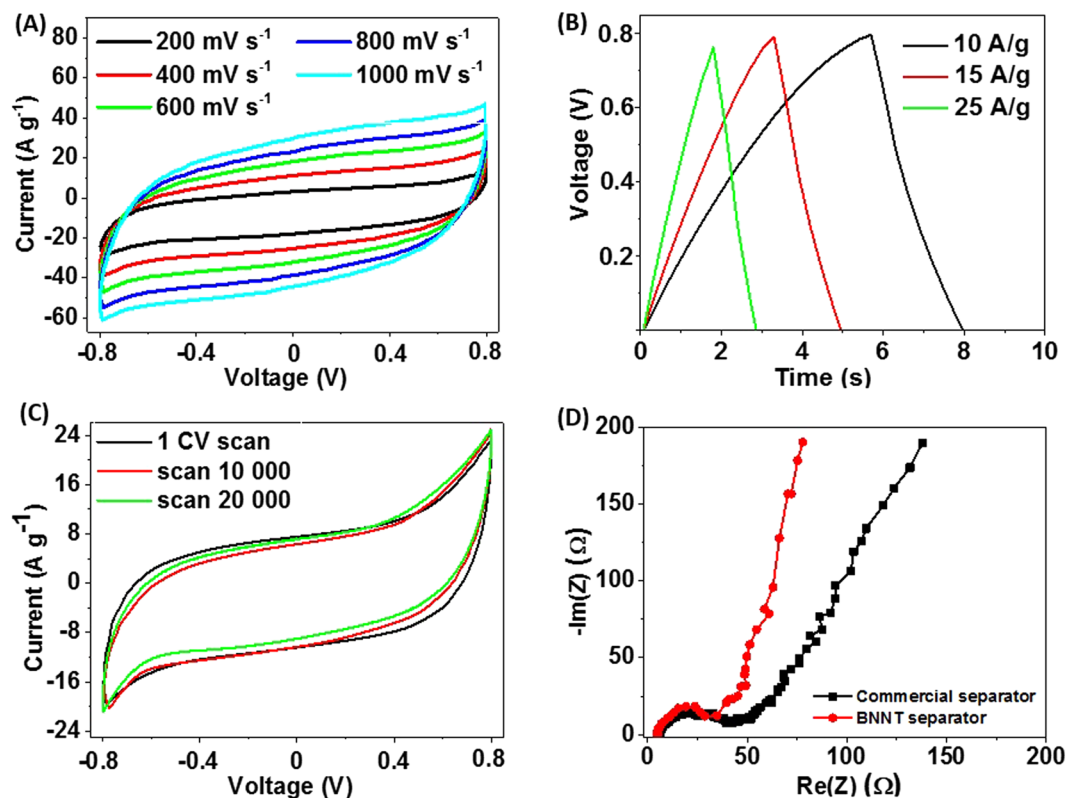 (A)
200 mV s⁻¹
400 mV s⁻¹
600 mV s⁻¹
800 mV s⁻¹
1000 mV s⁻¹
Current (A g⁻¹)
80
60
40
20
0
-20
-40
-60
-0.8
-0.4
0
0.4
0.8
Voltage (V)
(B)
10 A/g
15 A/g
25 A/g
Voltage (V)
0.8
0.6
0.4
0.2
0
2
4
6
8
10
Time (s)
(C)
1 CV scan
scan 10 000
scan 20 000
Current (A g⁻¹)
24
16
8
0
-8
-16
-24
-0.8
-0.4
0
0.4
0.8
Voltage (V)
(D)
-Im(Z) (Ω)
200
150
100
50
0
Commercial separator
BNNT separator
0
50
100
150
200
Re(Z) (Ω)